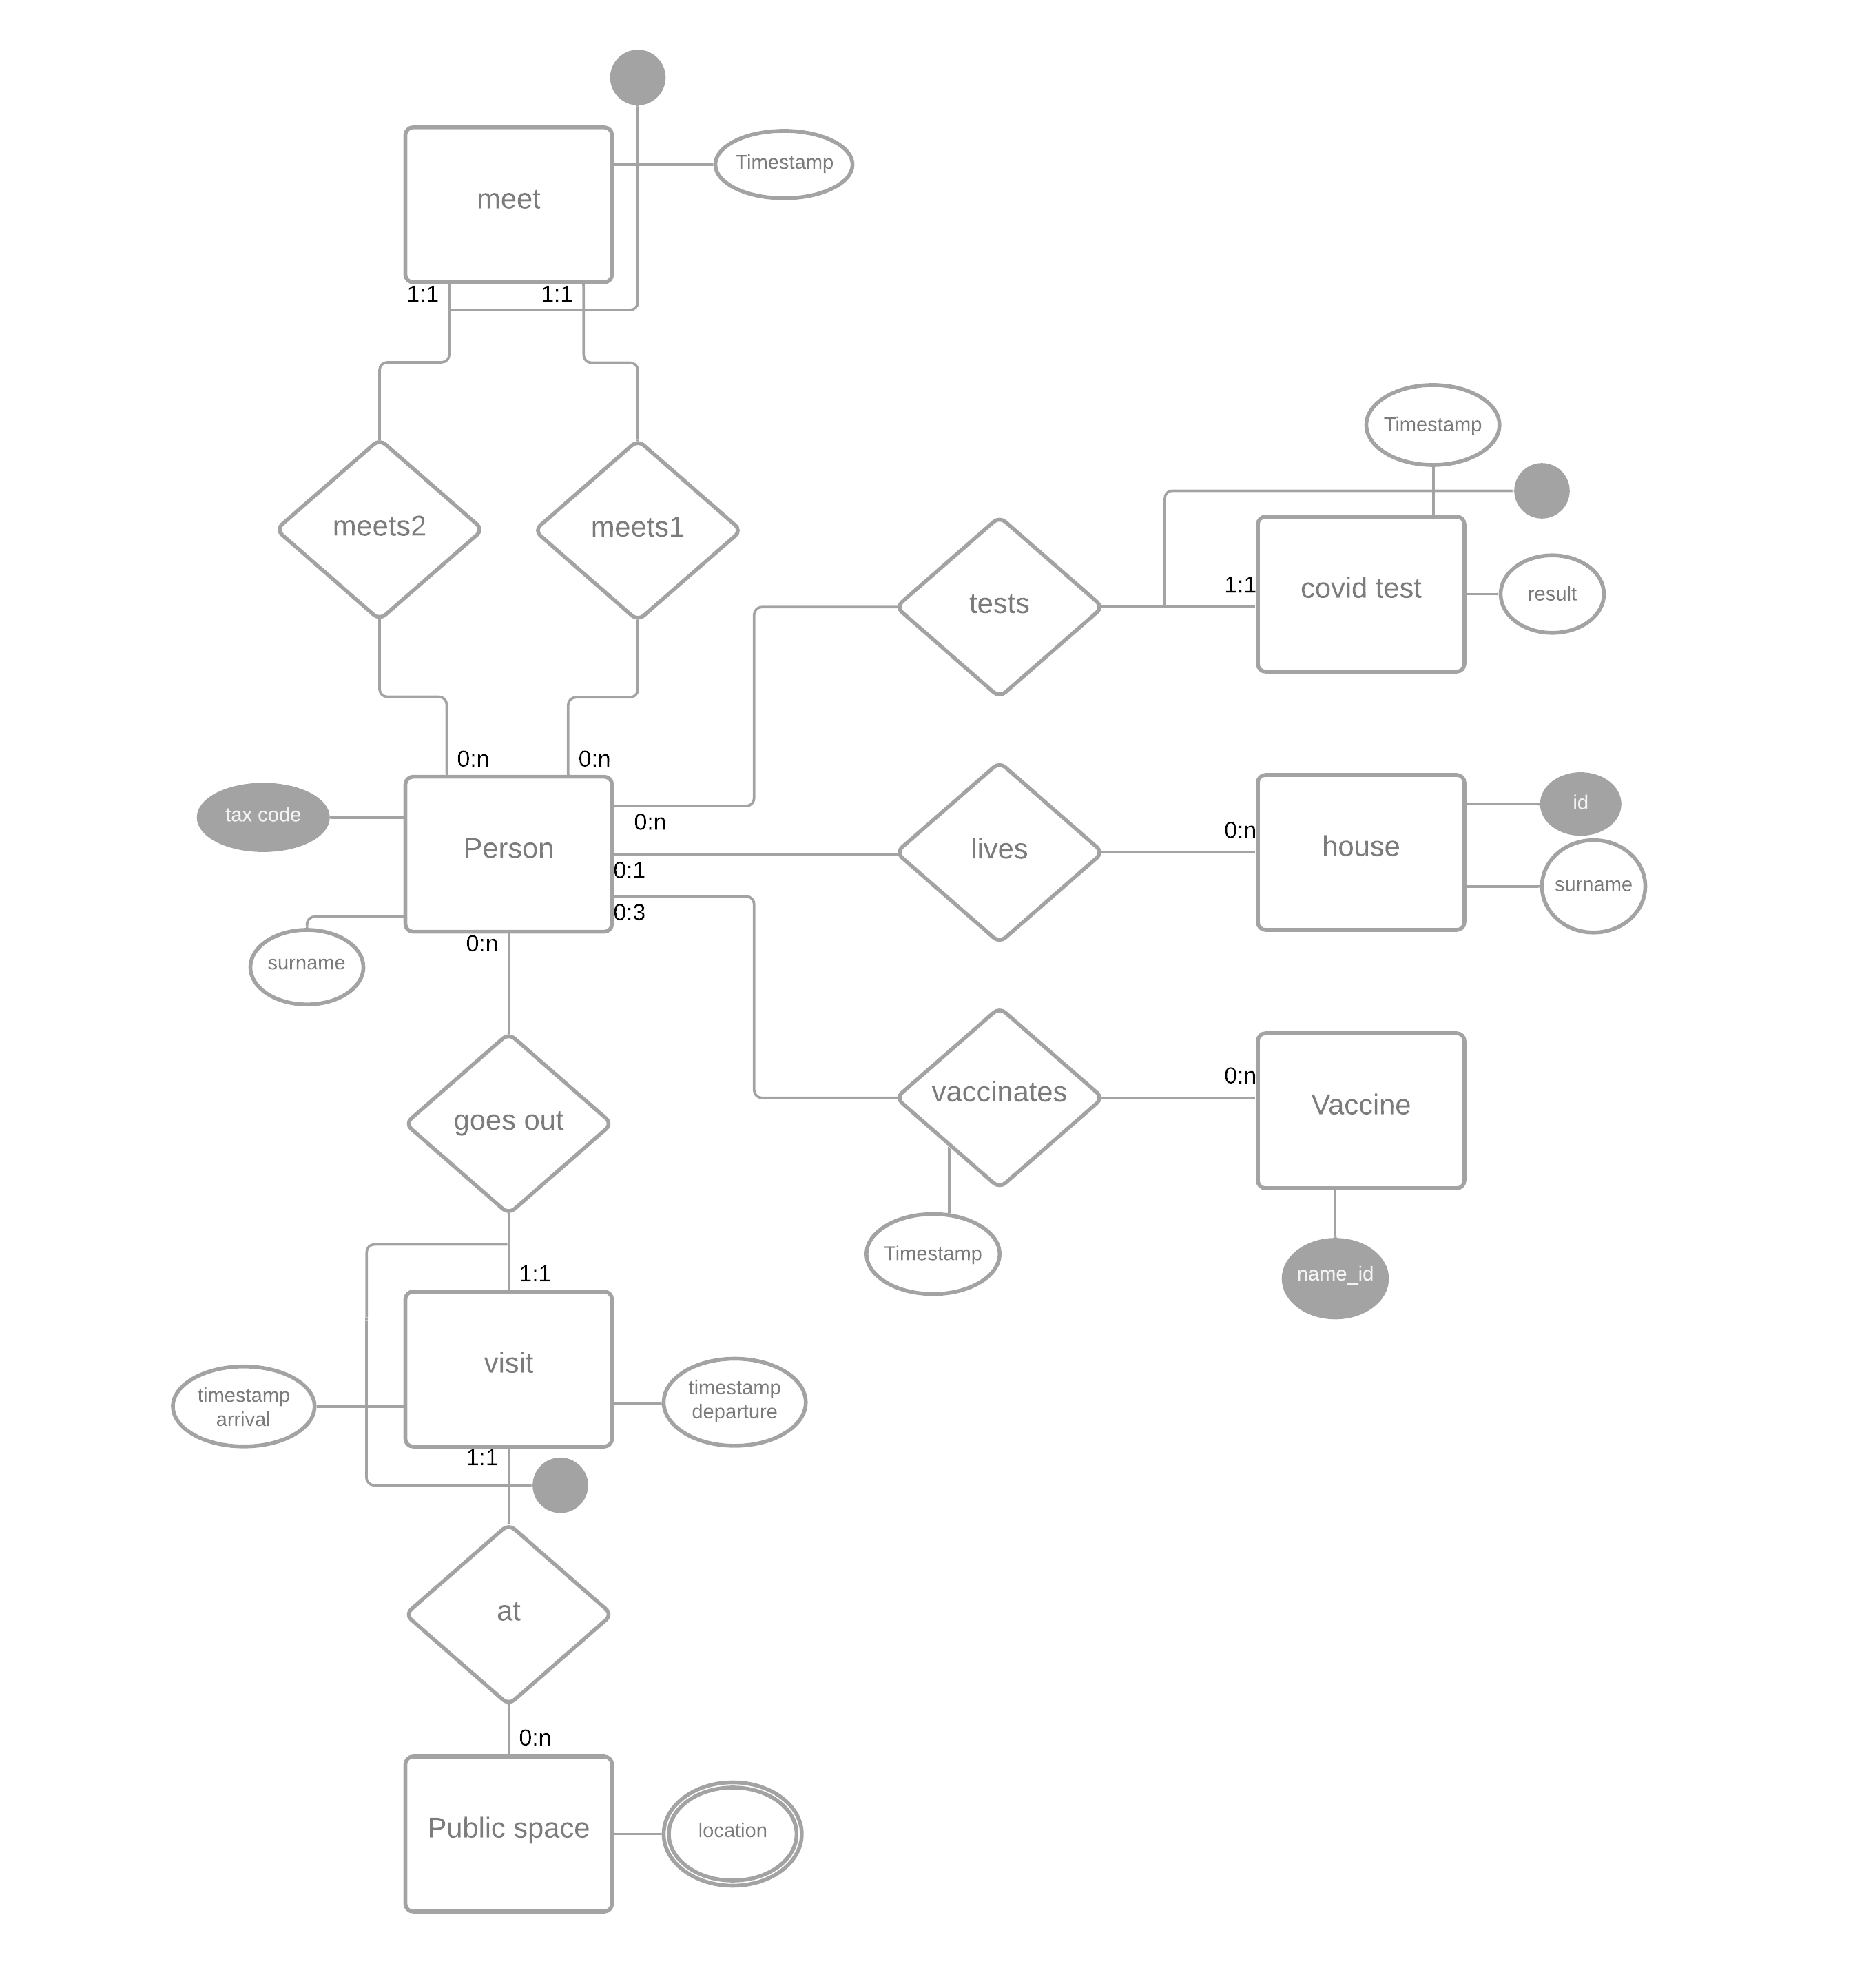 Timestamp
meet
1:1
1:1
Timestamp
meets2
meets1
1:1
covid test
result
tests
0:n
0:n
tax code
Person
0:n
0:1
0:3
lives
0:n
house
id
surname
surname
0:n
goes out
vaccinates
0:n
Vaccine
Timestamp
name_id
1:1
visit
timestamp
arrival
timestamp
departure
1:1
at
0:n
Public space
location